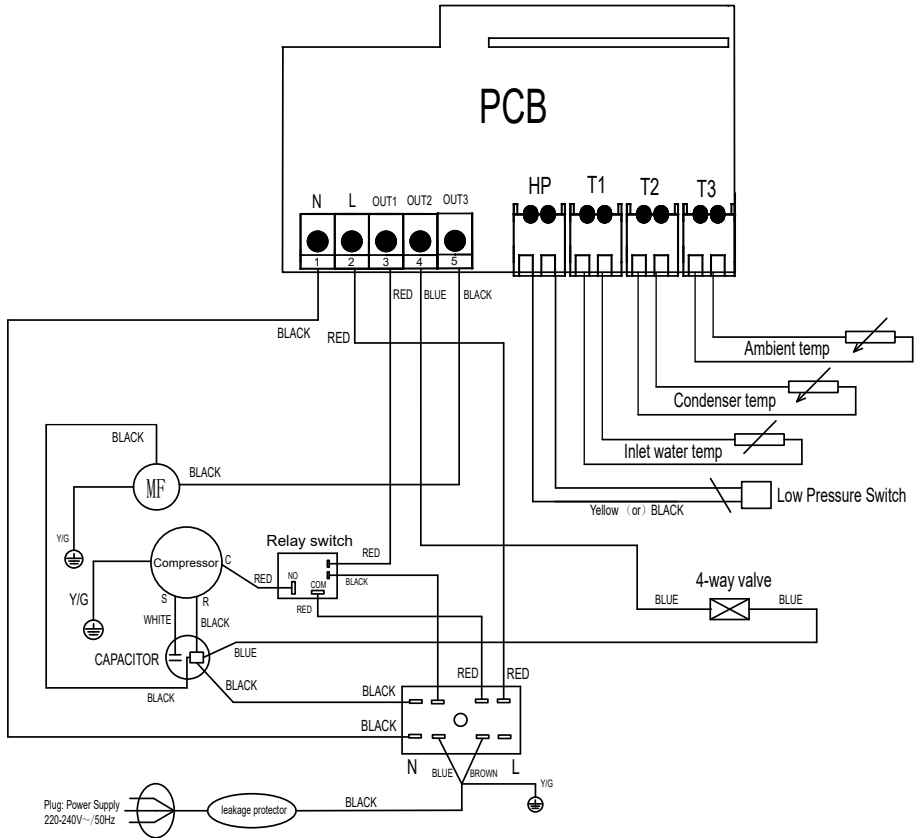 PCB
HP T1 T2 T3
N L OUT1 OUT2 OUT3
1 2 3 4 5
RED BLUE BLACK
BLACK RED
Ambient temp
Condenser temp
BLACK
Inlet water temp
BLACK
MF
Low Pressure Switch
Yellow (or) BLACK
Y/G
Relay switch
RED
Compressor C
RED NO COM BLACK
4-way valve
Y/G S R
RED
BLUE BLUE
WHITE BLACK
BLUE
CAPACITOR
RED RED
BLACK BLACK BLACK
BLACK
N BLUE BROWN L
Y/G
Plug: Power Supply
220-240V~/50Hz
leakage protector
BLACK